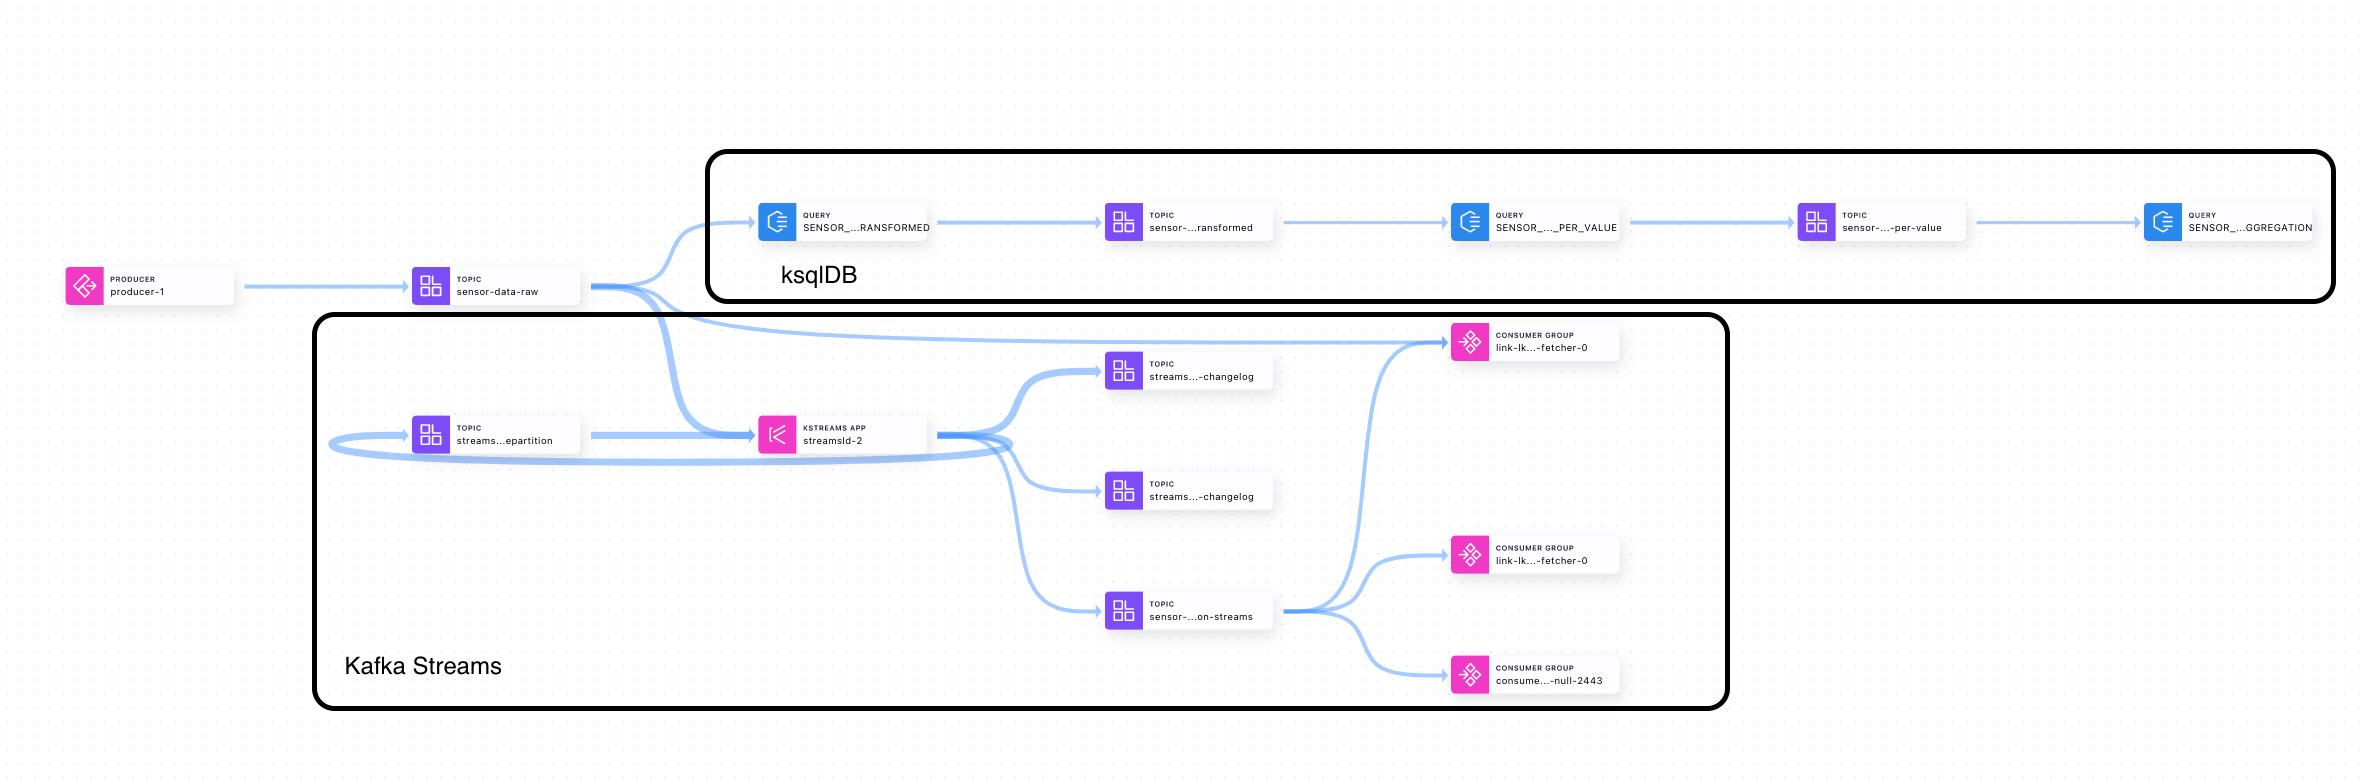 QUERY
SENSOR_...RANSFORMED
TOPIC
sensor-...ransformed
QUERY
SENSOR_..._PER_VALUE
TOPIC
sensor-...-per-value
QUERY
SENSOR_...GGREGATION
ksqlDB
PRODUCER
producer-1
TOPIC
sensor-data-raw
CONSUMER GROUP
link-lk...-fetcher-0
TOPIC
streams...-changelog
TOPIC
streams...epartition
KSTREAMS APP
streamsId-2
TOPIC
streams...-changelog
CONSUMER GROUP
link-lk...-fetcher-0
TOPIC
sensor-...on-streams
CONSUMER GROUP
consume...-null-2443
Kafka Streams